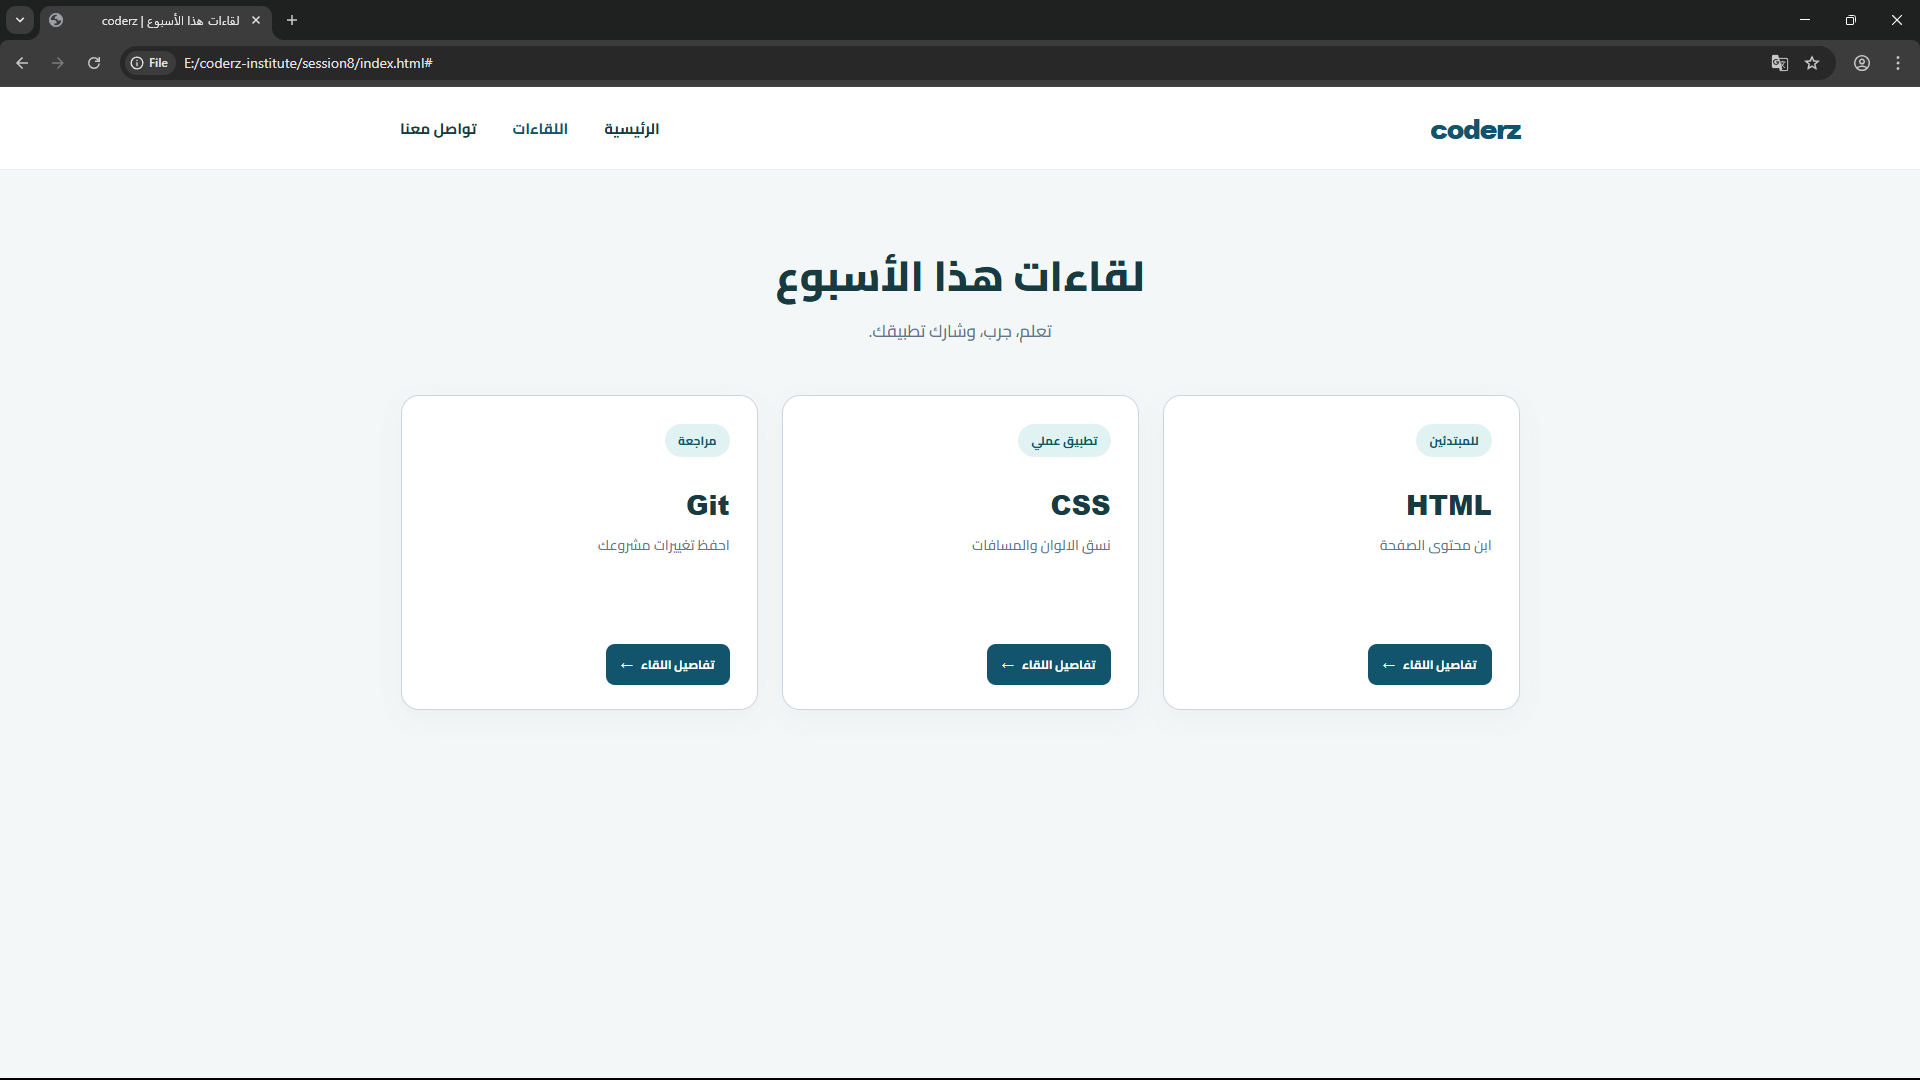 coderz | لقاءات هذا الأسبوع
File
E:/coderz-institute/session8/index.html#
coderz
الرئيسية
اللقاءات
تواصل معنا
لقاءات هذا الأسبوع
تعلم، جرب، وشارك تطبيقك.
للمبتدئين
HTML
ابن محتوى الصفحة
تفاصيل اللقاء ←
تطبيق عملي
CSS
نسق الالوان والمسافات
تفاصيل اللقاء ←
مراجعة
Git
احفظ تغييرات مشروعك
تفاصيل اللقاء ←